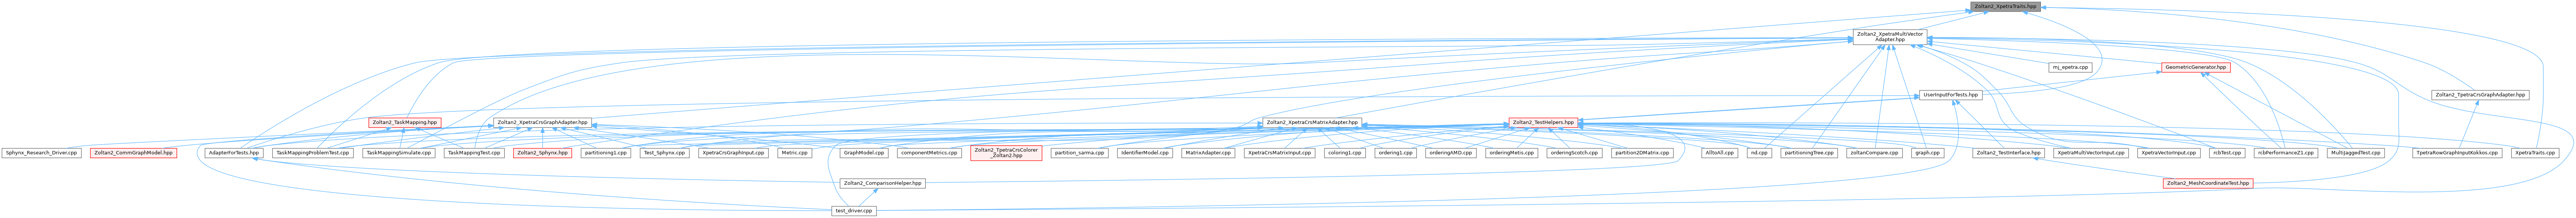 Zoltan2_XpetraTraits.hpp
Zoltan2_XpetraMultiVector
Adapter.hpp
mj_epetra.cpp
GeometricGenerator.hpp
UserInputForTests.hpp
Zoltan2_TpetraCrsGraphAdapter.hpp
Zoltan2_TaskMapping.hpp
Zoltan2_XpetraCrsGraphAdapter.hpp
Zoltan2_XpetraCrsMatrixAdapter.hpp
Zoltan2_TestHelpers.hpp
Sphynx_Research_Driver.cpp
Zoltan2_CommGraphModel.hpp
AdapterForTests.hpp
TaskMappingProblemTest.cpp
TaskMappingSimulate.cpp
TaskMappingTest.cpp
Zoltan2_Sphynx.hpp
partitioning1.cpp
Test_Sphynx.cpp
XpetraCrsGraphInput.cpp
Metric.cpp
GraphModel.cpp
componentMetrics.cpp
Zoltan2_TpetraCrsColorer
_Zoltan2.hpp
partition_sarma.cpp
IdentifierModel.cpp
MatrixAdapter.cpp
XpetraCrsMatrixInput.cpp
coloring1.cpp
ordering1.cpp
orderingAMD.cpp
orderingMetis.cpp
orderingScotch.cpp
partition2DMatrix.cpp
AlltoAll.cpp
nd.cpp
partitioningTree.cpp
zoltanCompare.cpp
graph.cpp
Zoltan2_TestInterface.hpp
XpetraMultiVectorInput.cpp
XpetraVectorInput.cpp
rcbTest.cpp
rcbPerformanceZ1.cpp
MultiJaggedTest.cpp
TpetraRowGraphInputKokkos.cpp
XpetraTraits.cpp
Zoltan2_ComparisonHelper.hpp
Zoltan2_MeshCoordinateTest.hpp
test_driver.cpp